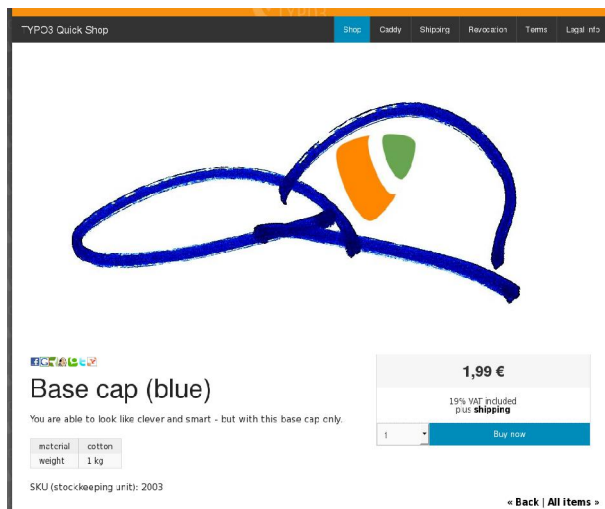 TYPO3
TYPO3 Quick Shop
Shop Caddy Shipping Revocation Terms Legal info
1,99 €
Base cap (blue)
19% VAT included
plus shipping
You are able to look like clever and smart - but with this base cap only.
1 Buy now
material cotton
weight 1 kg
SKU (stockkeeping unit): 2003
« Back | All items »